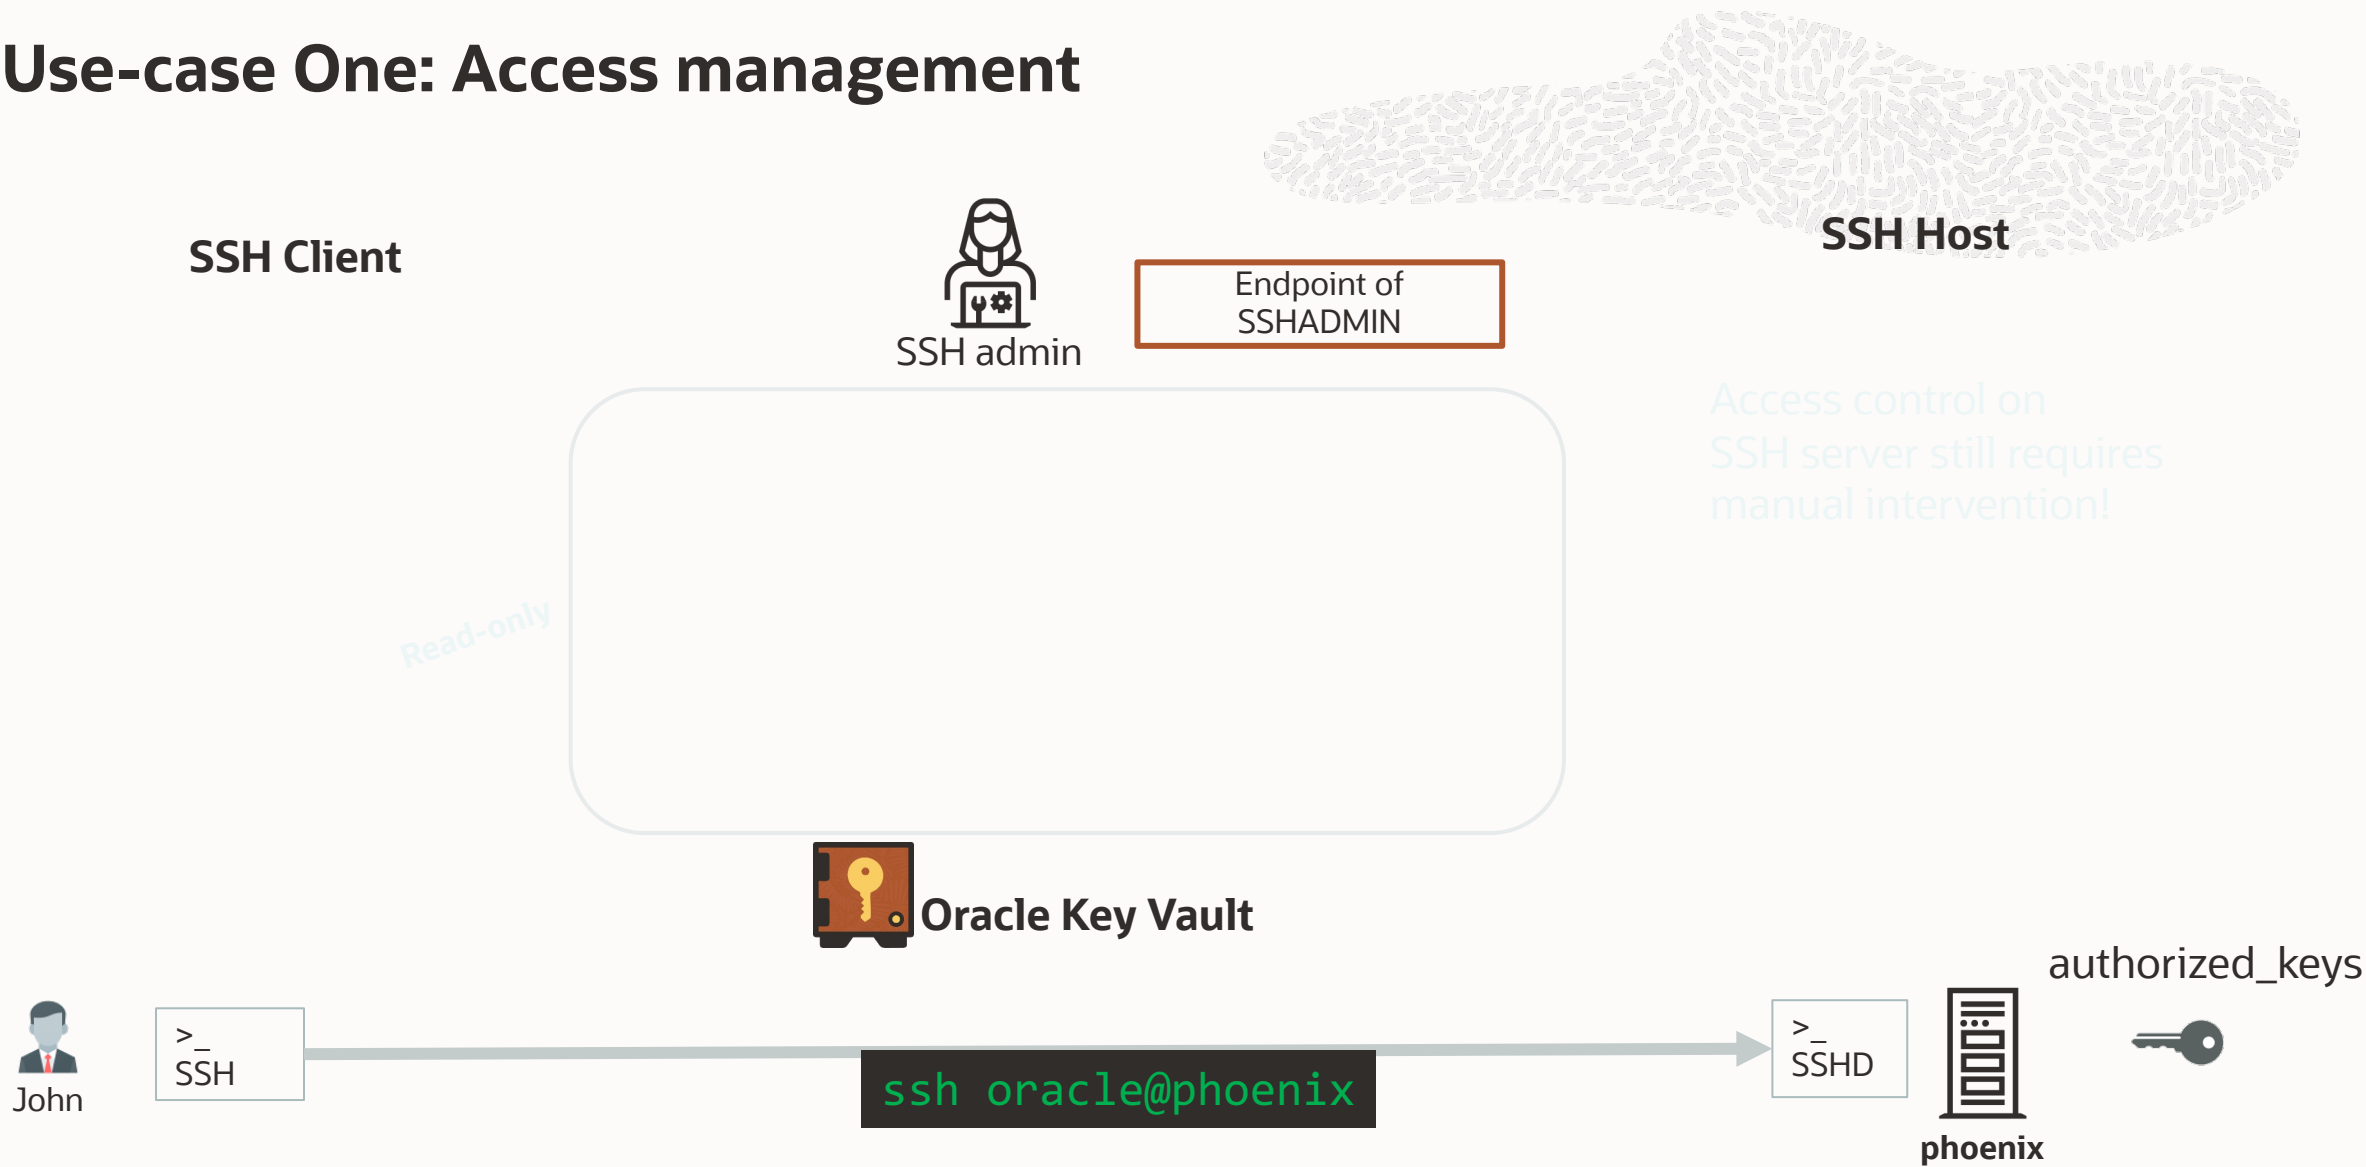 Use-case One: Access management
SSH Client
SSH admin
Endpoint of
SSHADMIN
SSH Host
Access control on
SSH server still requires
manual intervention!
Read-only
Oracle Key Vault
authorized_keys
John
>_
SSH
ssh oracle@phoenix
>_
SSHD
phoenix